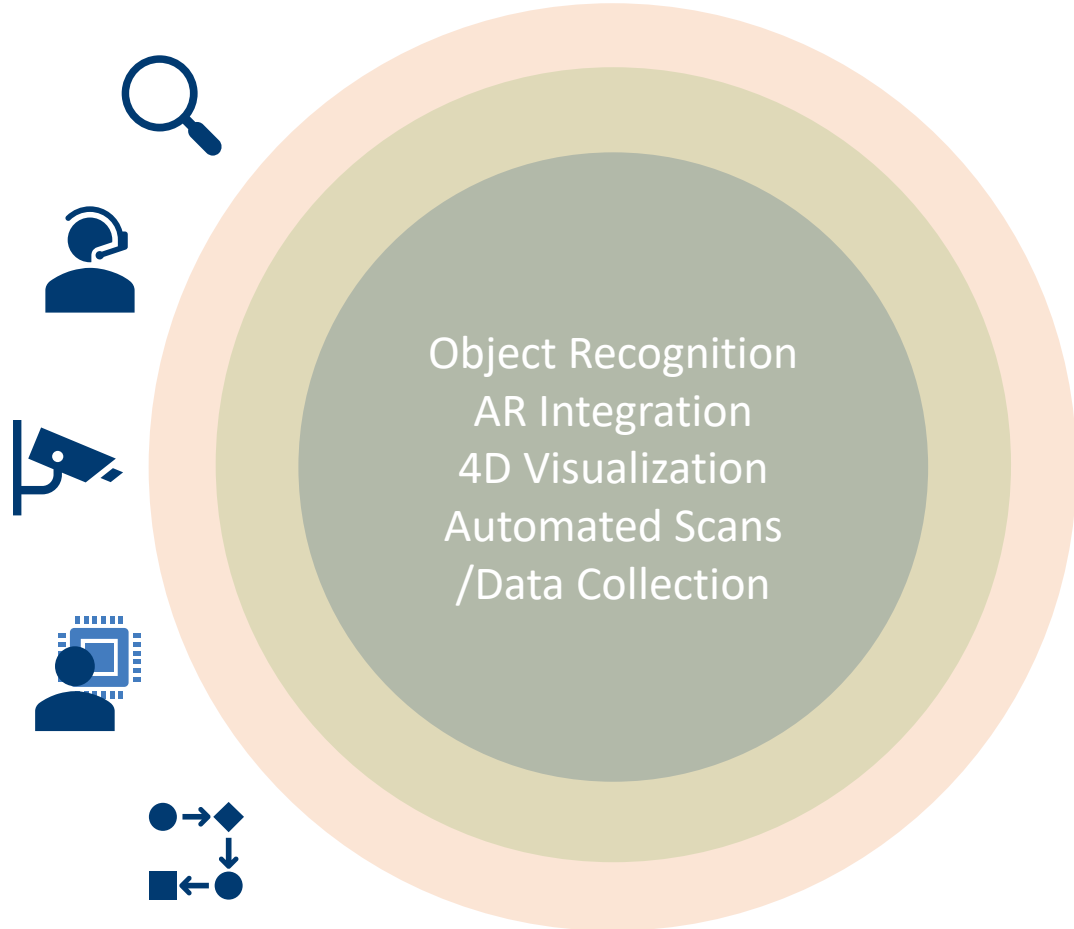 Object Recognition
AR Integration
4D Visualization
Automated Scans
/Data Collection